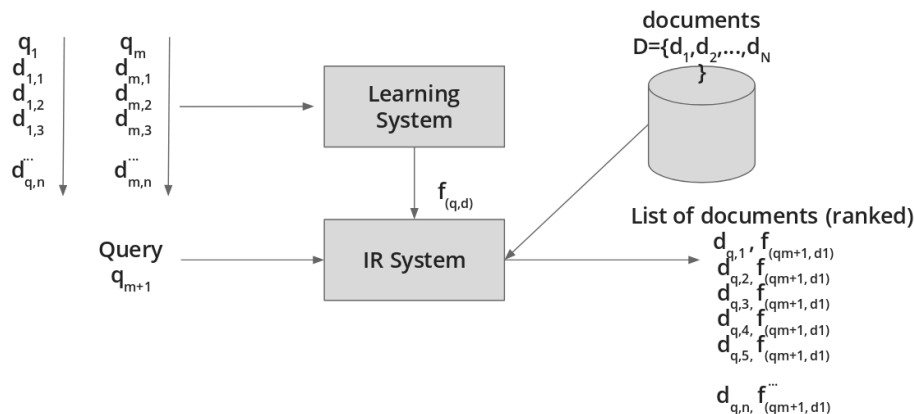 q1
d1,1
d1,2
d1,3
...
dq,n
qm
dm,1
dm,2
dm,3
...
dm,n
Learning
System
documents
D={d1,d2,...,dN
}
f(q,d)
Query
qm+1
IR System
List of documents (ranked)
dq,1 , f(qm+1, d1)
dq,2, f(qm+1, d1)
dq,3, f(qm+1, d1)
dq,4, f(qm+1, d1)
dq,5, f(qm+1, d1)
...
dq,n, f(qm+1, d1)